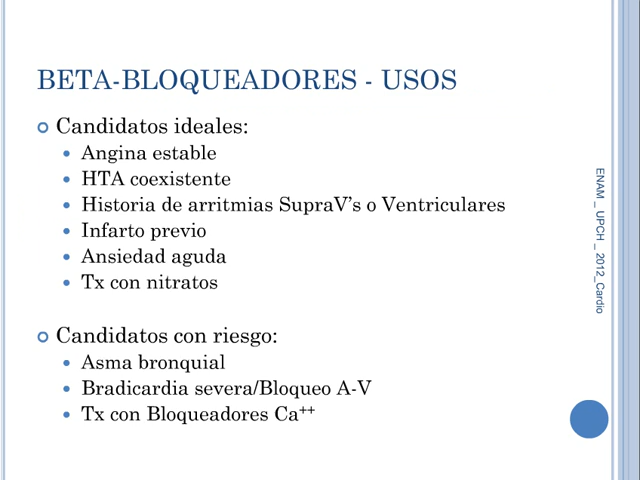 BETA-BLOQUEADORES - USOS
Candidatos ideales:
Angina estable
HTA coexistente
Historia de arritmias SupraV's o Ventriculares
Infarto previo
Ansiedad aguda
Tx con nitratos
Candidatos con riesgo:
Asma bronquial
Bradicardia severa/Bloqueo A-V
Tx con Bloqueadores Ca⁺⁺
ENAM _ UPCH _ 2012_Cardio